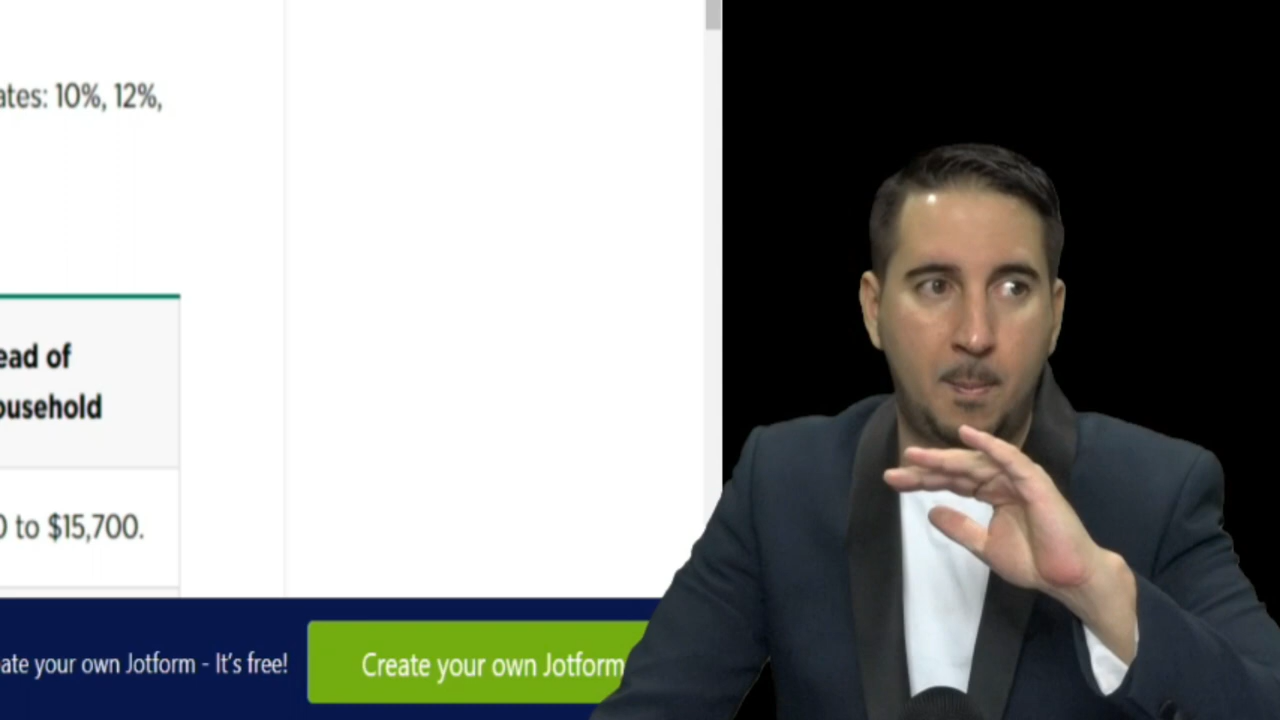 ates: 10%, 12%,
ead of
ousehold
0 to $15,700.
ate your own Jotform - It's free!
Create your own Jotform